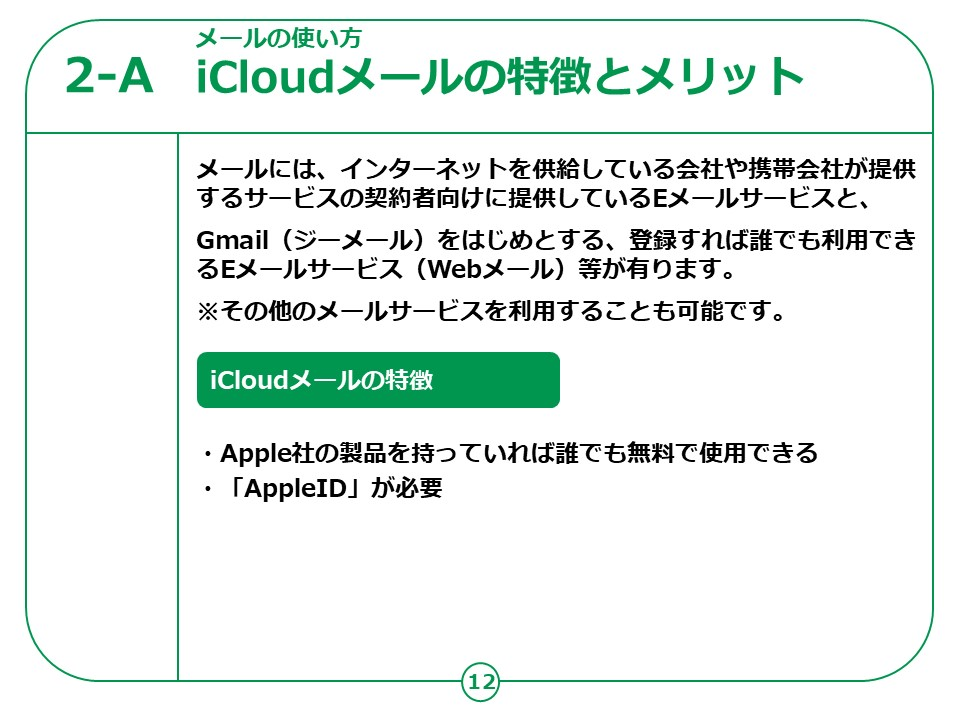 メールの使い方
2-A iCloudメールの特徴とメリット
メールには、インターネットを供給している会社や携帯会社が提供
するサービスの契約者向けに提供しているEメールサービスと、
Gmail（ジーメール）をはじめとする、登録すれば誰でも利用でき
るEメールサービス（Webメール）等が有ります。
※その他のメールサービスを利用することも可能です。
iCloudメールの特徴
・Apple社の製品を持っていれば誰でも無料で使用できる
・「AppleID」が必要
12